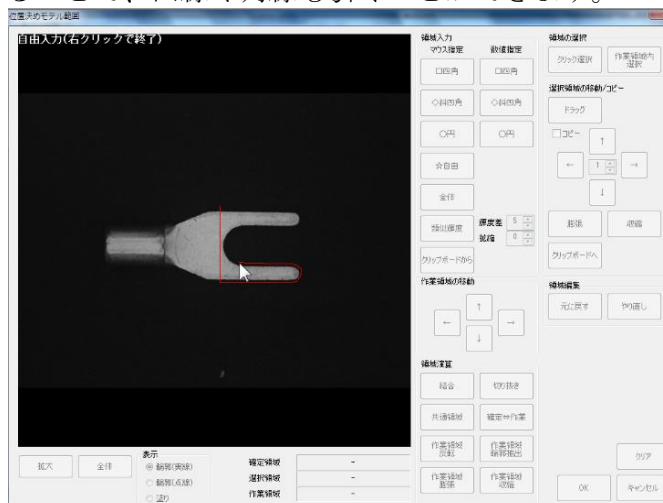 位置決めモデル範囲
自由入力(右クリックで終了)
領域入力
マウス指定
数値指定
□四角
□四角
◇斜四角
◇斜四角
○円
○円
☆自由
全体
類似輝度
輝度差 5
拡縮 0
クリップボードから
作業領域の移動
↑
←
→
↓
領域演算
結合
切り抜き
共通領域
確定⇔作業
作業領域
反転
作業領域
輪郭抽出
作業領域
膨張
作業領域
収縮
領域の選択
クリック選択
作業領域内
選択
選択領域の移動/コピー
ドラッグ
コピー
↑
←
1
→
↓
膨張
収縮
クリップボードへ
領域編集
元に戻す
やり直し
クリア
OK
キャンセル
拡大
全体
表示
輪郭(実線)
輪郭(点線)
塗り
確定領域
-
選択領域
-
作業領域
-